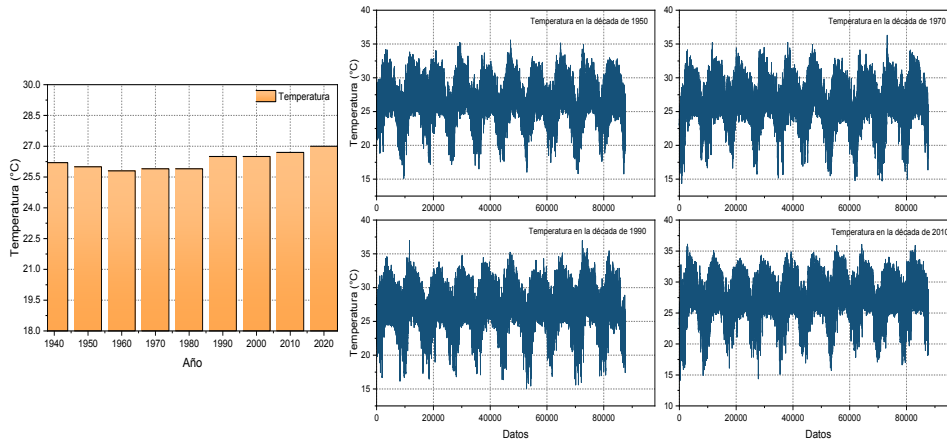 30.0
28.5
27.0
25.5
24.0
22.5
21.0
19.5
18.0
Temperatura (°C)
Temperatura
1940 1950 1960 1970 1980 1990 2000 2010 2020
Año
Temperatura en la década de 1950
40
35
30
25
20
15
Temperatura (°C)
0 20000 40000 60000 80000
Temperatura en la década de 1970
40
35
30
25
20
15
0 20000 40000 60000 80000
Temperatura en la década de 1990
40
35
30
25
20
15
10
Temperatura (°C)
0 20000 40000 60000 80000
Datos
Temperatura en la década de 2010
40
35
30
25
20
15
10
0 20000 40000 60000 80000
Datos